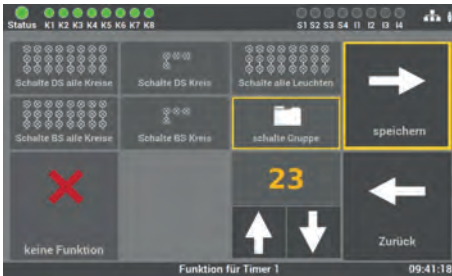 Status K1 K2 K3 K4 K5 K6 K7 K8 S1 S2 S3 S4 I1 I2 I3 I4
Schalte DS alle Kreise
Schalte DS Kreis
Schalte alle Leuchten
speichern
Schalte BS alle Kreise
Schalte BS Kreis
schalte Gruppe
23
keine Funktion
Zurück
Funktion für Timer 1
09:41:18